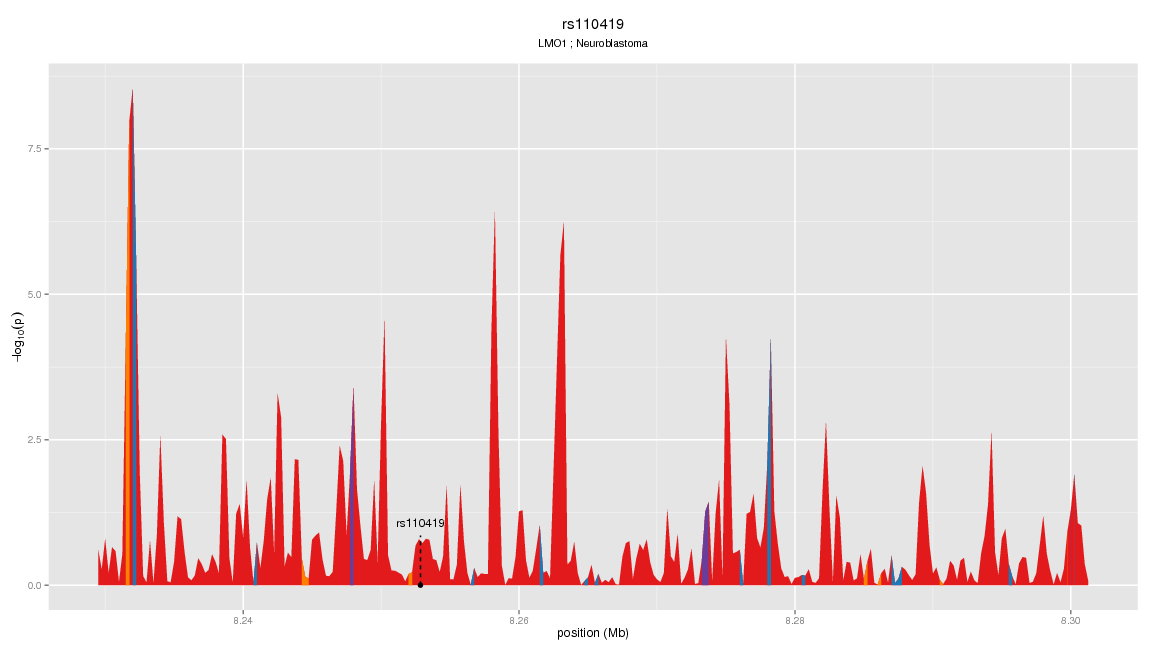 rs110419
LMO1 ; Neuroblastoma
7.5
5.0
2.5
0.0
−log10(p)
rs110419
8.24 8.26 8.28 8.30
position (Mb)